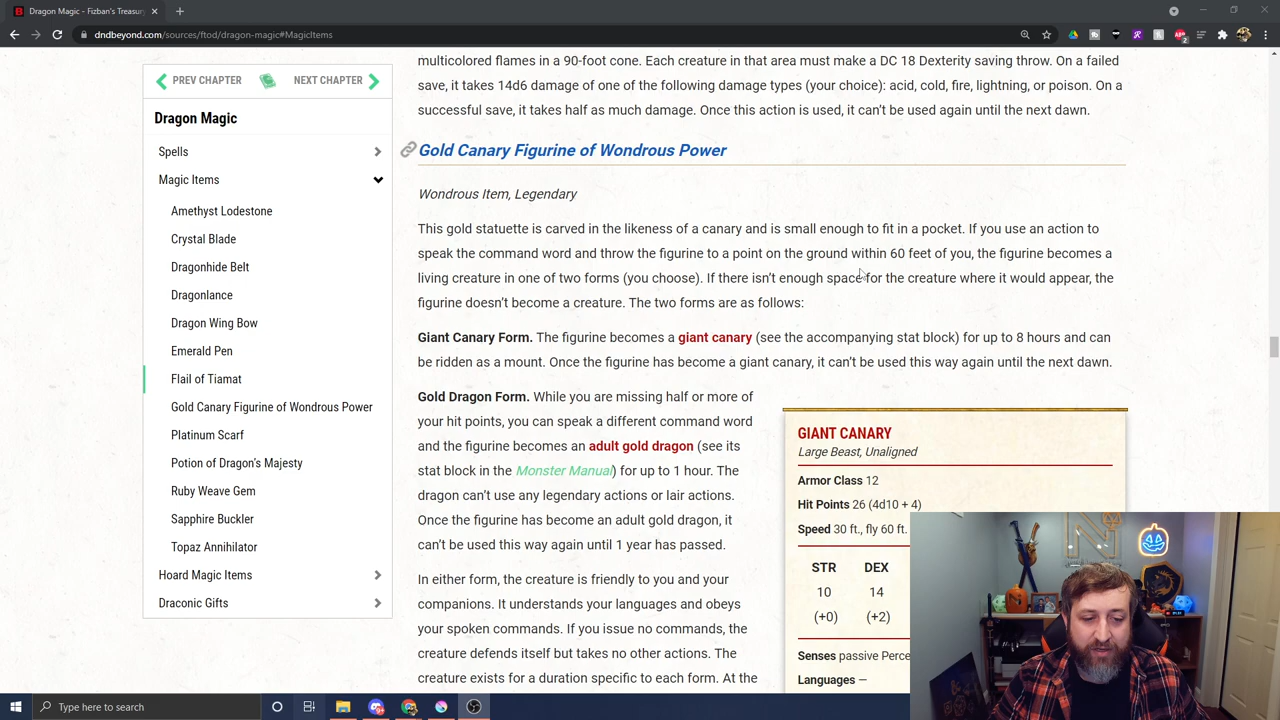 Dragon Magic - Fizban's Treasury
dndbeyond.com/sources/ftod/dragon-magic#MagicItems
PREV CHAPTER
NEXT CHAPTER
Dragon Magic
Spells
Magic Items
Amethyst Lodestone
Crystal Blade
Dragonhide Belt
Dragonlance
Dragon Wing Bow
Emerald Pen
Flail of Tiamat
Gold Canary Figurine of Wondrous Power
Platinum Scarf
Potion of Dragon's Majesty
Ruby Weave Gem
Sapphire Buckler
Topaz Annihilator
Hoard Magic Items
Draconic Gifts
multicolored flames in a 90-foot cone. Each creature in that area must make a DC 18 Dexterity saving throw. On a
failed save, it takes 14d6 damage of one of the following damage types (your choice): acid, cold, fire, lightning, or poison. On a
successful save, it takes half as much damage. Once this action is used, it can't be used again until the next dawn.
Gold Canary Figurine of Wondrous Power
Wondrous Item, Legendary
This gold statuette is carved in the likeness of a canary and is small enough to fit in a pocket. If you use an action to
speak the command word and throw the figurine to a point on the ground within 60 feet of you, the figurine becomes a
living creature in one of two forms (you choose). If there isn't enough space for the creature where it would appear, the
figurine doesn't become a creature. The two forms are as follows:
Giant Canary Form. The figurine becomes a giant canary (see the accompanying stat block) for up to 8 hours and can
be ridden as a mount. Once the figurine has become a giant canary, it can't be used this way again until the next dawn.
Gold Dragon Form. While you are missing half or more of
your hit points, you can speak a different command word
and the figurine becomes an adult gold dragon (see its
stat block in the Monster Manual) for up to 1 hour. The
dragon can't use any legendary actions or lair actions.
Once the figurine has become an adult gold dragon, it
can't be used this way again until 1 year has passed.
In either form, the creature is friendly to you and your
companions. It understands your languages and obeys
your spoken commands. If you issue no commands, the
creature defends itself but takes no other actions. The
creature exists for a duration specific to each form. At the
GIANT CANARY
Large Beast, Unaligned
Armor Class 12
Hit Points 26 (4d10 + 4)
Speed 30 ft., fly 60 ft.
STR DEX
10 14
(+0) (+2)
Senses passive Perce
Languages —
Type here to search